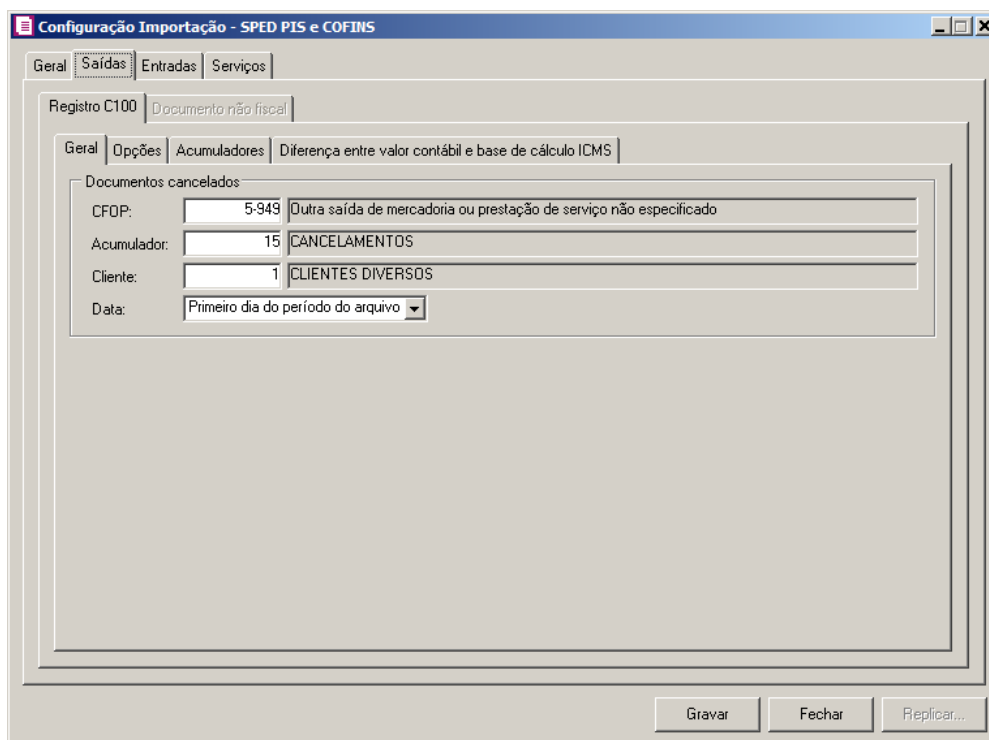 Configuração Importação - SPED PIS e COFINS
Geral Saídas Entradas Serviços
Registro C100 Documento não fiscal
Geral Opções Acumuladores Diferença entre valor contábil e base de cálculo ICMS
Documentos cancelados
CFOP: 5-949 Outra saída de mercadoria ou prestação de serviço não especificado
Acumulador: 15 CANCELAMENTOS
Cliente: 1 CLIENTES DIVERSOS
Data: Primeiro dia do período do arquivo
Gravar Fechar Replicar...